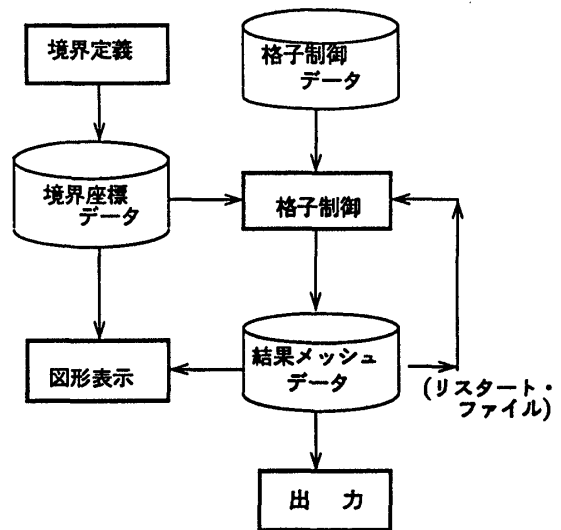 境界定義
格子制御
データ
境界座標
データ
格子制御
図形表示
結果メッシュ
データ
(リスタート・
ファイル)
出 力